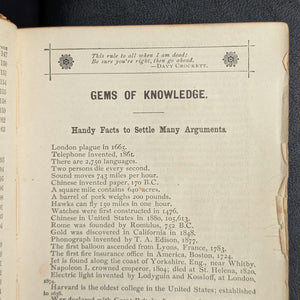 This rule to all when I am dead:
Be sure you're right, then go ahead.
—DAVY CROCKETT.
GEMS OF KNOWLEDGE.
Handy Facts to Settle Many Arguments.
London plague in 1665.
Telephone invented, 1861.
There are 2,750 languages.
Two persons die every second.
Sound moves 743 miles per hour.
Chinese invented paper, 170 B.C.
A square mile contains 640 acres.
A barrel of pork weighs 200 pounds.
Hawks can fly 150 miles in one hour.
Watches were first constructed in 1476.
Chinese in United States in 1880, 105,613.
Rome was founded by Romulus, 752 B.C.
Gold was discovered in California in 1848.
Phonograph invented by T. A. Edison, 1877.
The first balloon ascended from Lyons, France, 1783.
The first fire insurance office in America, Boston, 1724.
Jet is found along the coast of Yorkshire, Eng., near Whitby.
Napoleon I. crowned emperor, 1804; died at St. Helena, 1820.
Electric light invented by Lodyguin and Kossloff, at London,
1874.
Harvard is the oldest college in the United States